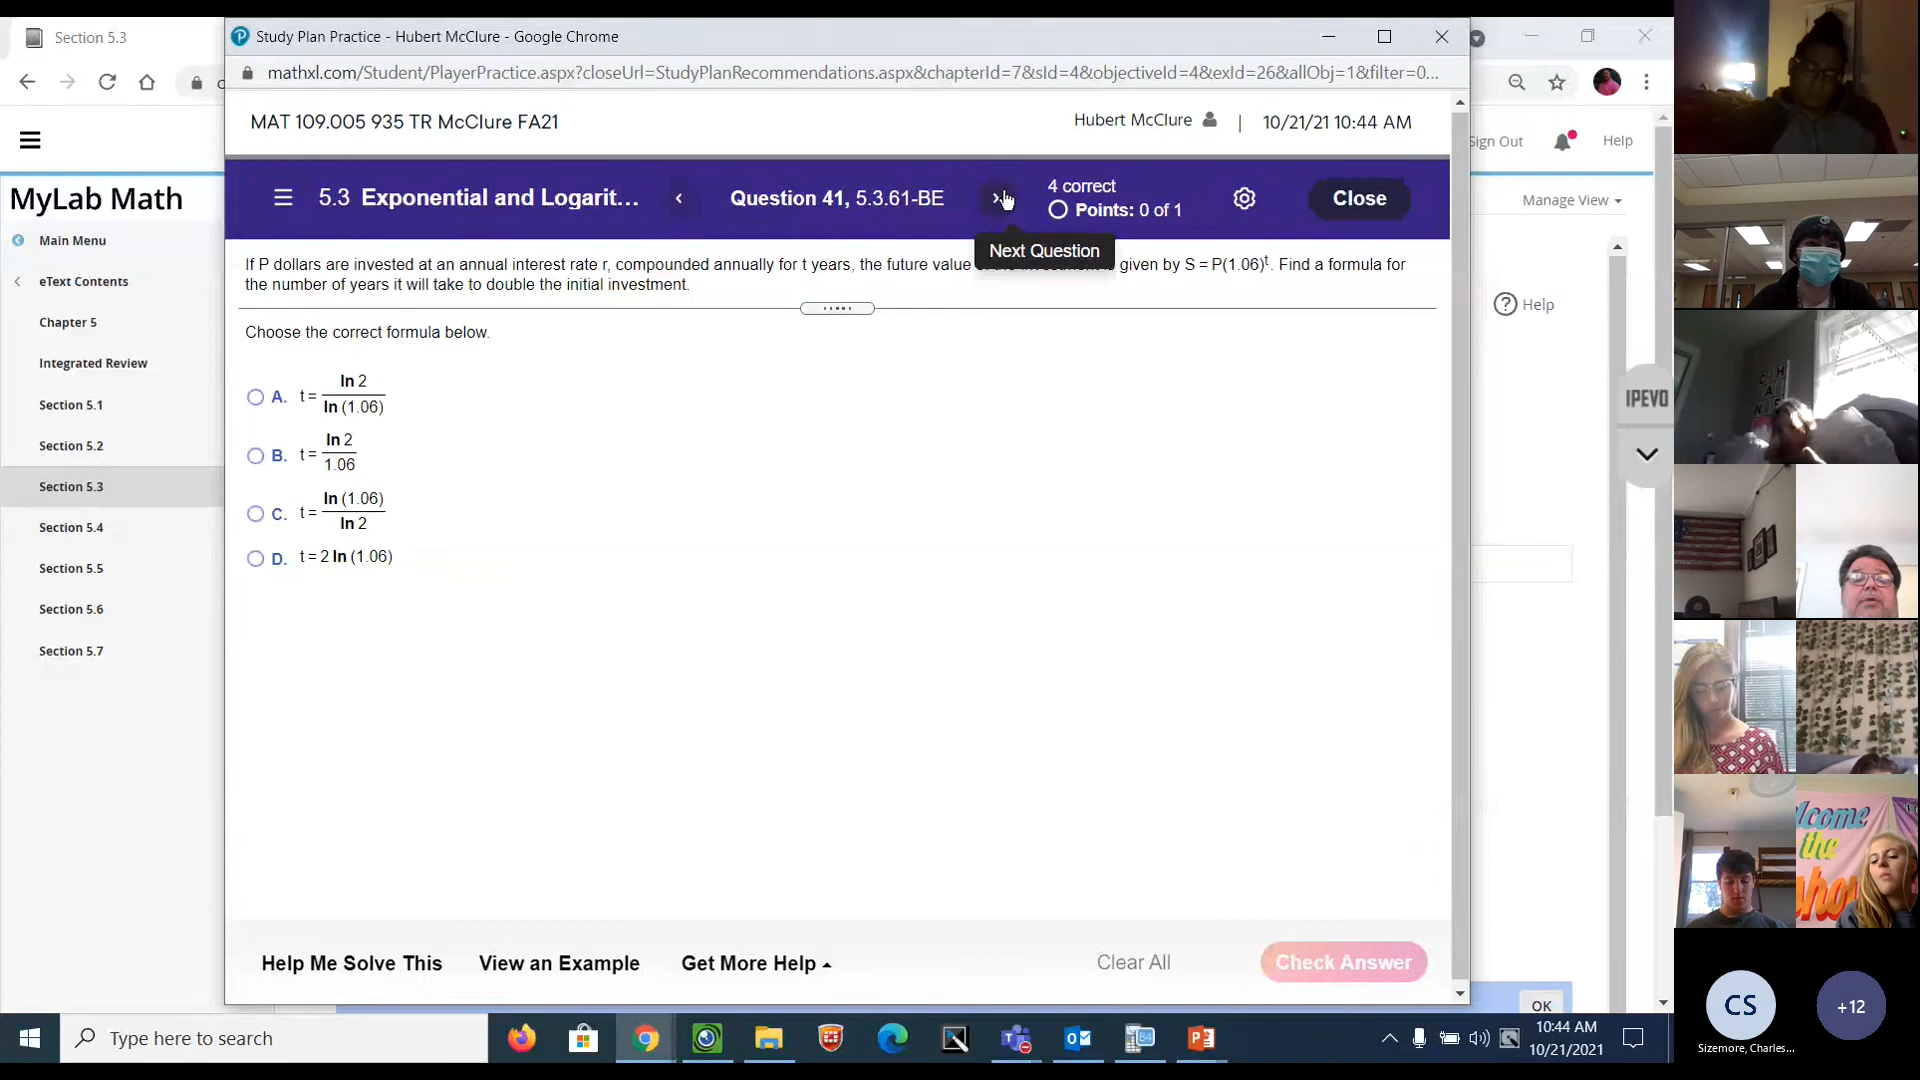 Section 5.3
Study Plan Practice - Hubert McClure - Google Chrome
mathxl.com/Student/PlayerPractice.aspx?closeUrl=StudyPlanRecommendations.aspx&chapterId=7&sId=4&objectiveId=4&exId=26&allObj=1&filter=0...
MAT 109.005 935 TR McClure FA21
Hubert McClure | 10/21/21 10:44 AM
Sign Out
Help
MyLab Math
5.3 Exponential and Logarit...
Question 41, 5.3.61-BE
4 correct
Points: 0 of 1
Close
Manage View
Next Question
Main Menu
eText Contents
Chapter 5
Integrated Review
Section 5.1
Section 5.2
Section 5.3
Section 5.4
Section 5.5
Section 5.6
Section 5.7
If P dollars are invested at an annual interest rate r, compounded annually for t years, the future value given by S = P(1.06)^t. Find a formula for
the number of years it will take to double the initial investment.
Choose the correct formula below.
A. t = ln 2 / ln (1.06)
B. t = ln 2 / 1.06
C. t = ln (1.06) / ln 2
D. t = 2 ln (1.06)
Help
IPEVO
Help Me Solve This
View an Example
Get More Help
Clear All
Check Answer
OK
Type here to search
10:44 AM
10/21/2021
lcome
the
CS
+12
Sizemore, Charles...